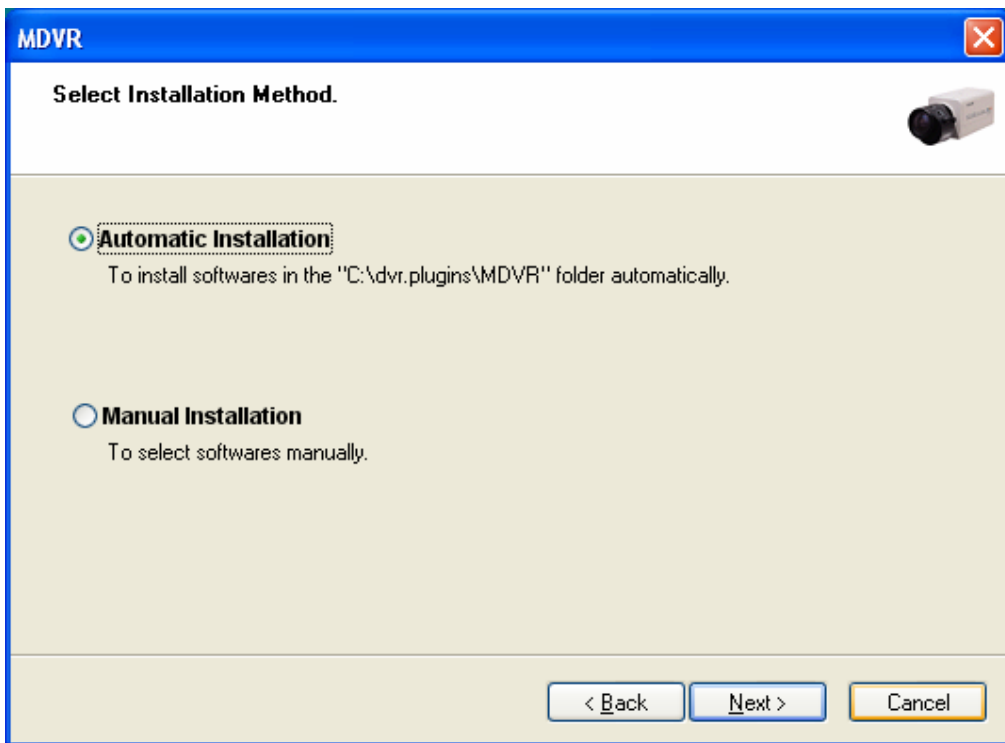 MDVR
Select Installation Method.
Automatic Installation
To install softwares in the "C:\dvr.plugins\MDVR" folder automatically.
Manual Installation
To select softwares manually.
< Back
Next >
Cancel